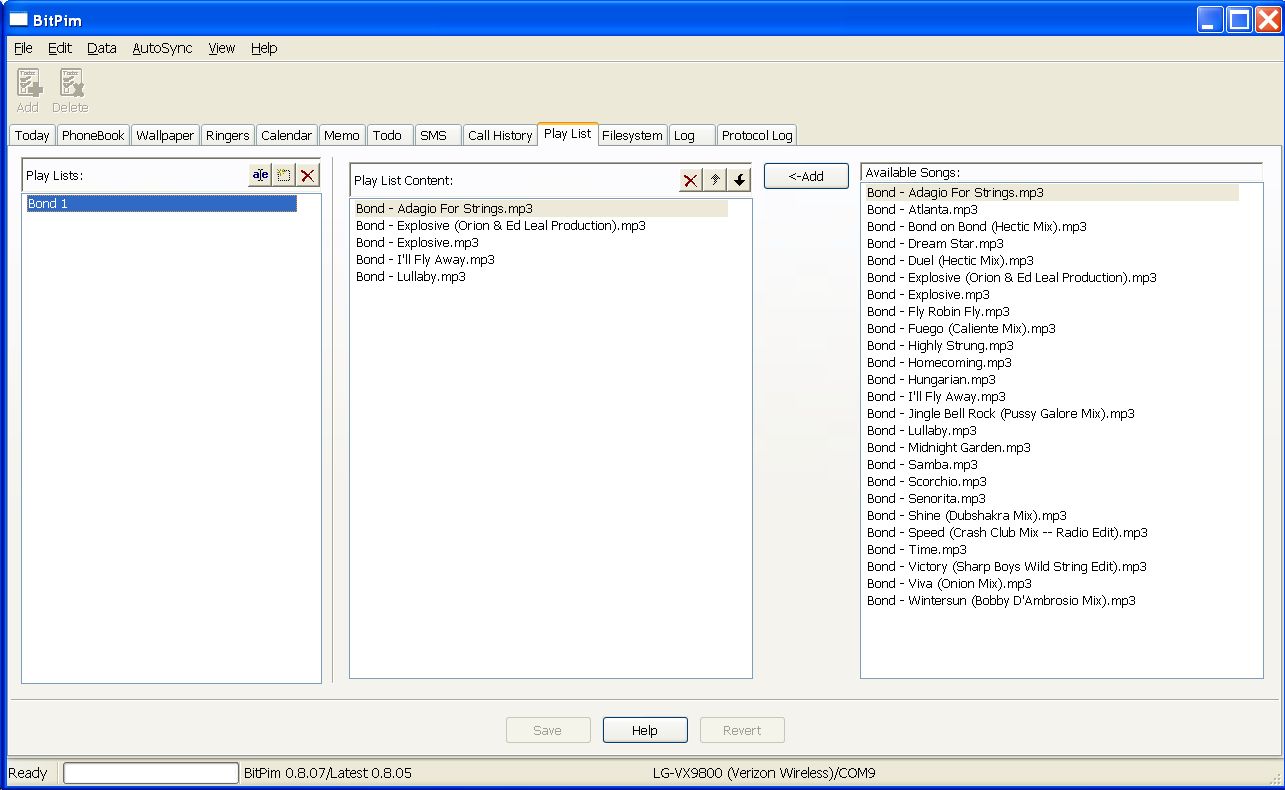 BitPim
File Edit Data AutoSync View Help
Add Delete
Today PhoneBook Wallpaper Ringers Calendar Memo Todo SMS Call History Play List Filesystem Log Protocol Log
Play Lists:
Bond 1
Play List Content:
Bond - Adagio For Strings.mp3
Bond - Explosive (Orion & Ed Leal Production).mp3
Bond - Explosive.mp3
Bond - I'll Fly Away.mp3
Bond - Lullaby.mp3
<-Add
Available Songs:
Bond - Adagio For Strings.mp3
Bond - Atlanta.mp3
Bond - Bond on Bond (Hectic Mix).mp3
Bond - Dream Star.mp3
Bond - Duel (Hectic Mix).mp3
Bond - Explosive (Orion & Ed Leal Production).mp3
Bond - Explosive.mp3
Bond - Fly Robin Fly.mp3
Bond - Fuego (Caliente Mix).mp3
Bond - Highly Strung.mp3
Bond - Homecoming.mp3
Bond - Hungarian.mp3
Bond - I'll Fly Away.mp3
Bond - Jingle Bell Rock (Pussy Galore Mix).mp3
Bond - Lullaby.mp3
Bond - Midnight Garden.mp3
Bond - Samba.mp3
Bond - Scorchio.mp3
Bond - Senorita.mp3
Bond - Shine (Dubshakra Mix).mp3
Bond - Speed (Crash Club Mix -- Radio Edit).mp3
Bond - Time.mp3
Bond - Victory (Sharp Boys Wild String Edit).mp3
Bond - Viva (Onion Mix).mp3
Bond - Wintersun (Bobby D'Ambrosio Mix).mp3
Save Help Revert
Ready BitPim 0.8.07/Latest 0.8.05 LG-VX9800 (Verizon Wireless)/COM9